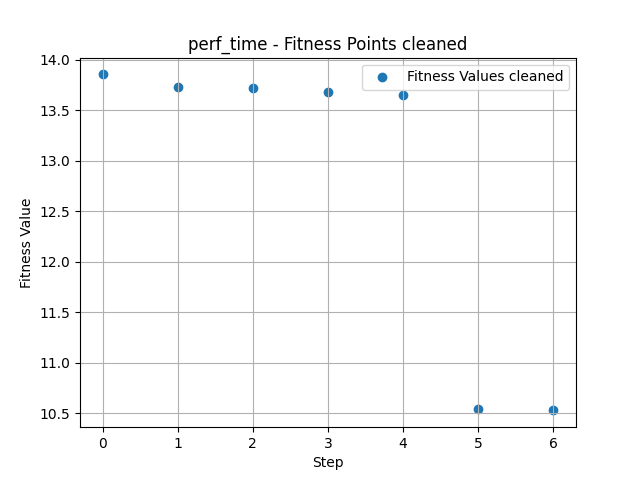 perf_time - Fitness Points cleaned
Fitness Values cleaned
14.0
13.5
13.0
12.5
12.0
11.5
11.0
10.5
Fitness Value
0 1 2 3 4 5 6
Step